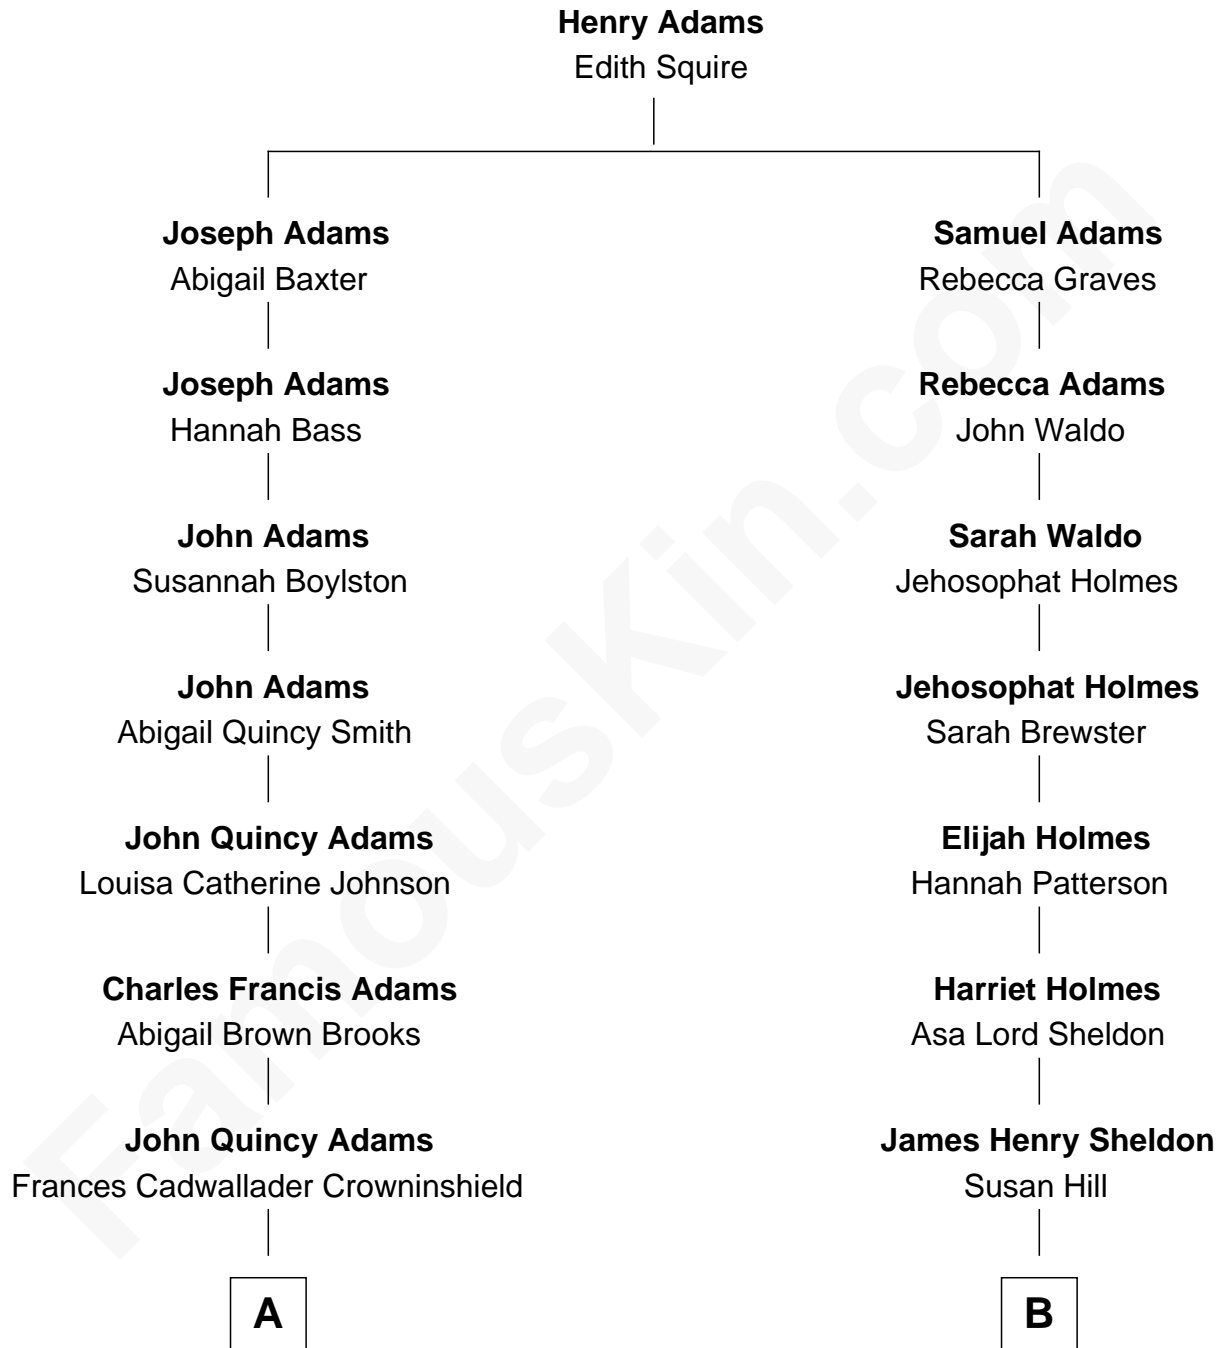 Henry Adams
Edith Squire
Joseph Adams
Abigail Baxter
Samuel Adams
Rebecca Graves
Joseph Adams
Hannah Bass
Rebecca Adams
John Waldo
John Adams
Susannah Boylston
Sarah Waldo
Jehosophat Holmes
John Adams
Abigail Quincy Smith
Jehosophat Holmes
Sarah Brewster
John Quincy Adams
Louisa Catherine Johnson
Elijah Holmes
Hannah Patterson
Charles Francis Adams
Abigail Brown Brooks
Harriet Holmes
Asa Lord Sheldon
John Quincy Adams
Frances Cadwallader Crowninshield
James Henry Sheldon
Susan Hill
A
B
FamousKin.com